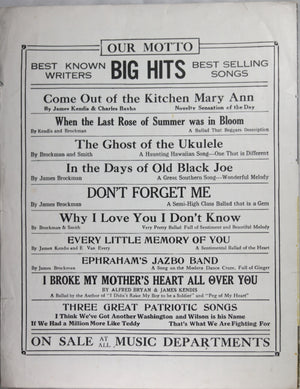 OUR MOTTO
BEST KNOWN WRITERS BIG HITS BEST SELLING SONGS
Come Out of the Kitchen Mary Ann
By James Kendis & Charles Bayha Novelty Sensation of the Day
When the Last Rose of Summer was in Bloom
By Kendis and Brockman A Ballad That Beggars Description
The Ghost of the Ukulele
By Brockman and Smith A Haunting Hawaiian Song—One That is Different
In the Days of Old Black Joe
By James Brockman A Great Southern Song—Wonderful Melody
DON'T FORGET ME
By James Brockman A Semi-High Class Ballad that is a Gem
Why I Love You I Don't Know
By Brockman & Smith Very Pretty Ballad Full of Sentiment and Beautiful Melody
EVERY LITTLE MEMORY OF YOU
By James Kendis and E. Van Every A Sentimental Ballad of the Heart
EPHRAHAM'S JAZBO BAND
By James Brockman A Song on the Modern Dance Craze, Full of Ginger
I BROKE MY MOTHER'S HEART ALL OVER YOU
BY ALFRED BRYAN & JAMES KENDIS
A Ballad by the Author of "I Didn't Raise My Boy to be a Soldier" and "Peg of My Heart"
THREE GREAT PATRIOTIC SONGS
I Think We've Got Another Washington and Wilson is his Name
If We Had a Million More Like Teddy That's What We Are Fighting For
ON SALE AT ALL MUSIC DEPARTMENTS